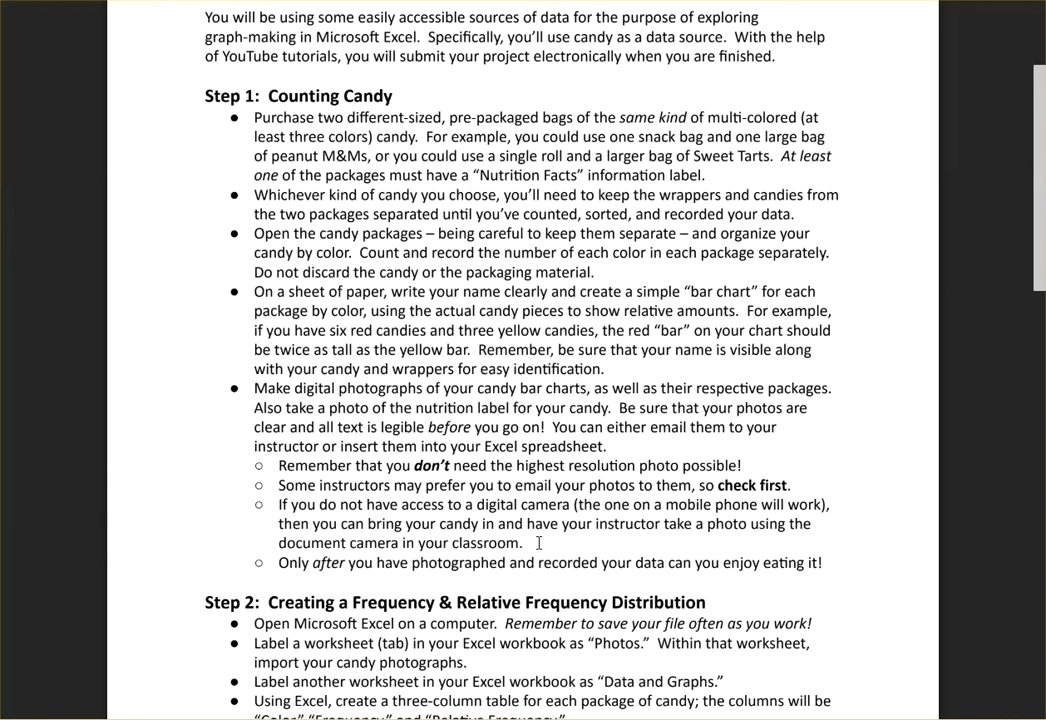 You will be using some easily accessible sources of data for the purpose of exploring
graph-making in Microsoft Excel.  Specifically, you’ll use candy as a data source.  With the help
of YouTube tutorials, you will submit your project electronically when you are finished.
Step 1:  Counting Candy
● Purchase two different-sized, pre-packaged bags of the same kind of multi-colored (at
least three colors) candy.  For example, you could use one snack bag and one large bag
of peanut M&Ms, or you could use a single roll and a larger bag of Sweet Tarts.  At least
one of the packages must have a “Nutrition Facts” information label.
● Whichever kind of candy you choose, you’ll need to keep the wrappers and candies from
the two packages separated until you’ve counted, sorted, and recorded your data.
● Open the candy packages – being careful to keep them separate – and organize your
candy by color.  Count and record the number of each color in each package separately.
Do not discard the candy or the packaging material.
● On a sheet of paper, write your name clearly and create a simple “bar chart” for each
package by color, using the actual candy pieces to show relative amounts.  For example,
if you have six red candies and three yellow candies, the red “bar” on your chart should
be twice as tall as the yellow bar.  Remember, be sure that your name is visible along
with your candy and wrappers for easy identification.
● Make digital photographs of your candy bar charts, as well as their respective packages.
Also take a photo of the nutrition label for your candy.  Be sure that your photos are
clear and all text is legible before you go on!  You can either email them to your
instructor or insert them into your Excel spreadsheet.
○ Remember that you don’t need the highest resolution photo possible!
○ Some instructors may prefer you to email your photos to them, so check first.
○ If you do not have access to a digital camera (the one on a mobile phone will work),
then you can bring your candy in and have your instructor take a photo using the
document camera in your classroom.
○ Only after you have photographed and recorded your data can you enjoy eating it!
Step 2:  Creating a Frequency & Relative Frequency Distribution
● Open Microsoft Excel on a computer.  Remember to save your file often as you work!
● Label a worksheet (tab) in your Excel workbook as “Photos.”  Within that worksheet,
import your candy photographs.
● Label another worksheet in your Excel workbook as “Data and Graphs.”
● Using Excel, create a three-column table for each package of candy; the columns will be
“Color,” “Frequency,” and “Relative Frequency.”